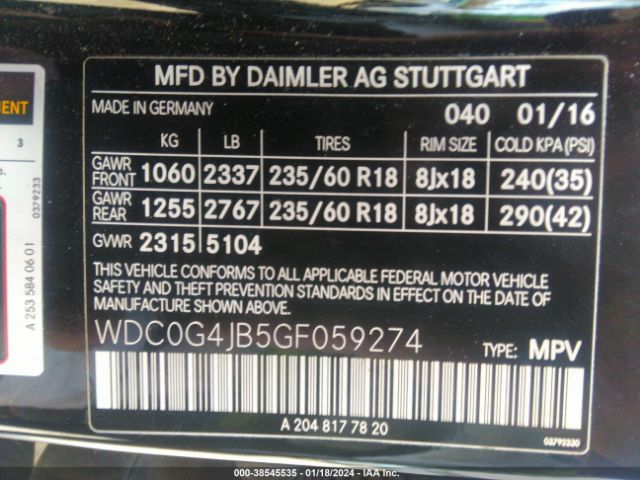 MFD BY DAIMLER AG STUTTGART
MADE IN GERMANY 040 01/16
KG LB TIRES RIM SIZE COLD KPA (PSI)
GAWR FRONT 1060 2337 235/60 R18 8Jx18 240(35)
GAWR REAR 1255 2767 235/60 R18 8Jx18 290(42)
GVWR 2315 5104
THIS VEHICLE CONFORMS TO ALL APPLICABLE FEDERAL MOTOR VEHICLE
SAFETY AND THEFT PREVENTION STANDARDS IN EFFECT ON THE DATE OF
MANUFACTURE SHOWN ABOVE.
WDC0G4JB5GF059274 TYPE: MPV
A 204 817 78 20
03792330
3
0379233
A 253 584 06 01
000-38545535 - 01/18/2024 - IAA Inc.